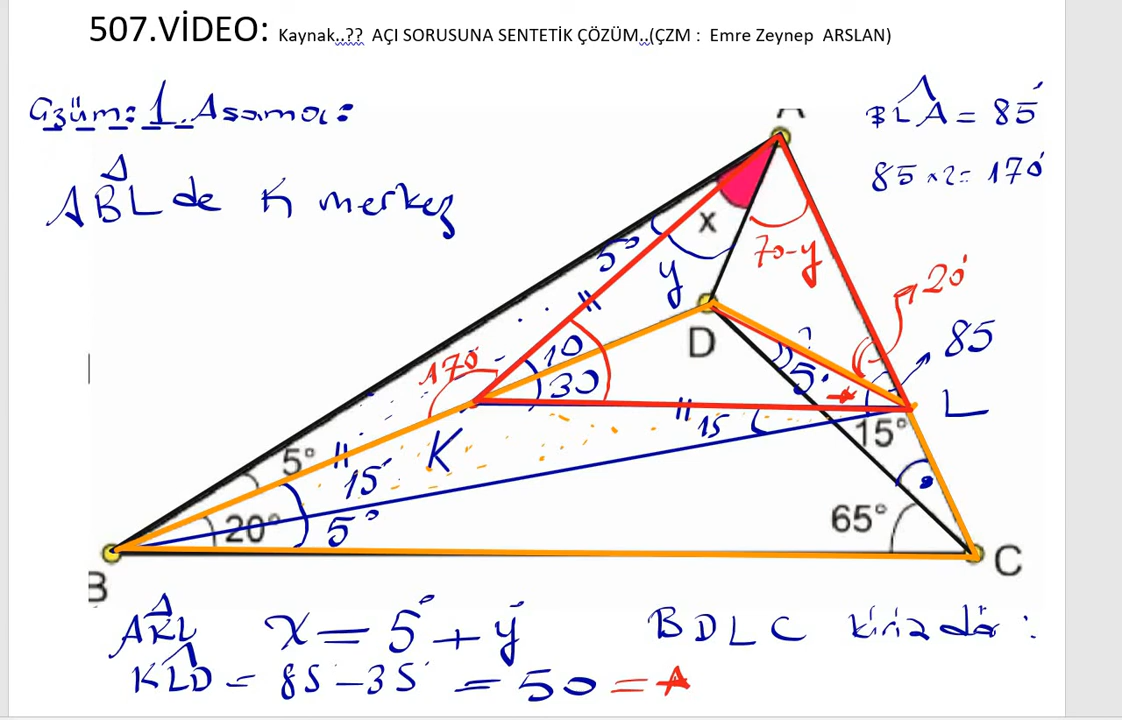 507.VİDEO: Kaynak..?? AÇI SORUSUNA SENTETİK ÇÖZÜM..(ÇZM : Emre Zeynep ARSLAN)
Çözüm: 1.Aşama:
ABL de K merkez
BLA = 85°
85 x 2 = 170°
A
x
5°
y
70-y
20°
D
85
170
10
30
?
5°
*
L
K
15
15°
5°
15°
20°
5°
65°
B
C
AKL x = 5° + y
BDLC kirişdör:
KLD = 85 - 35 = 50 = *